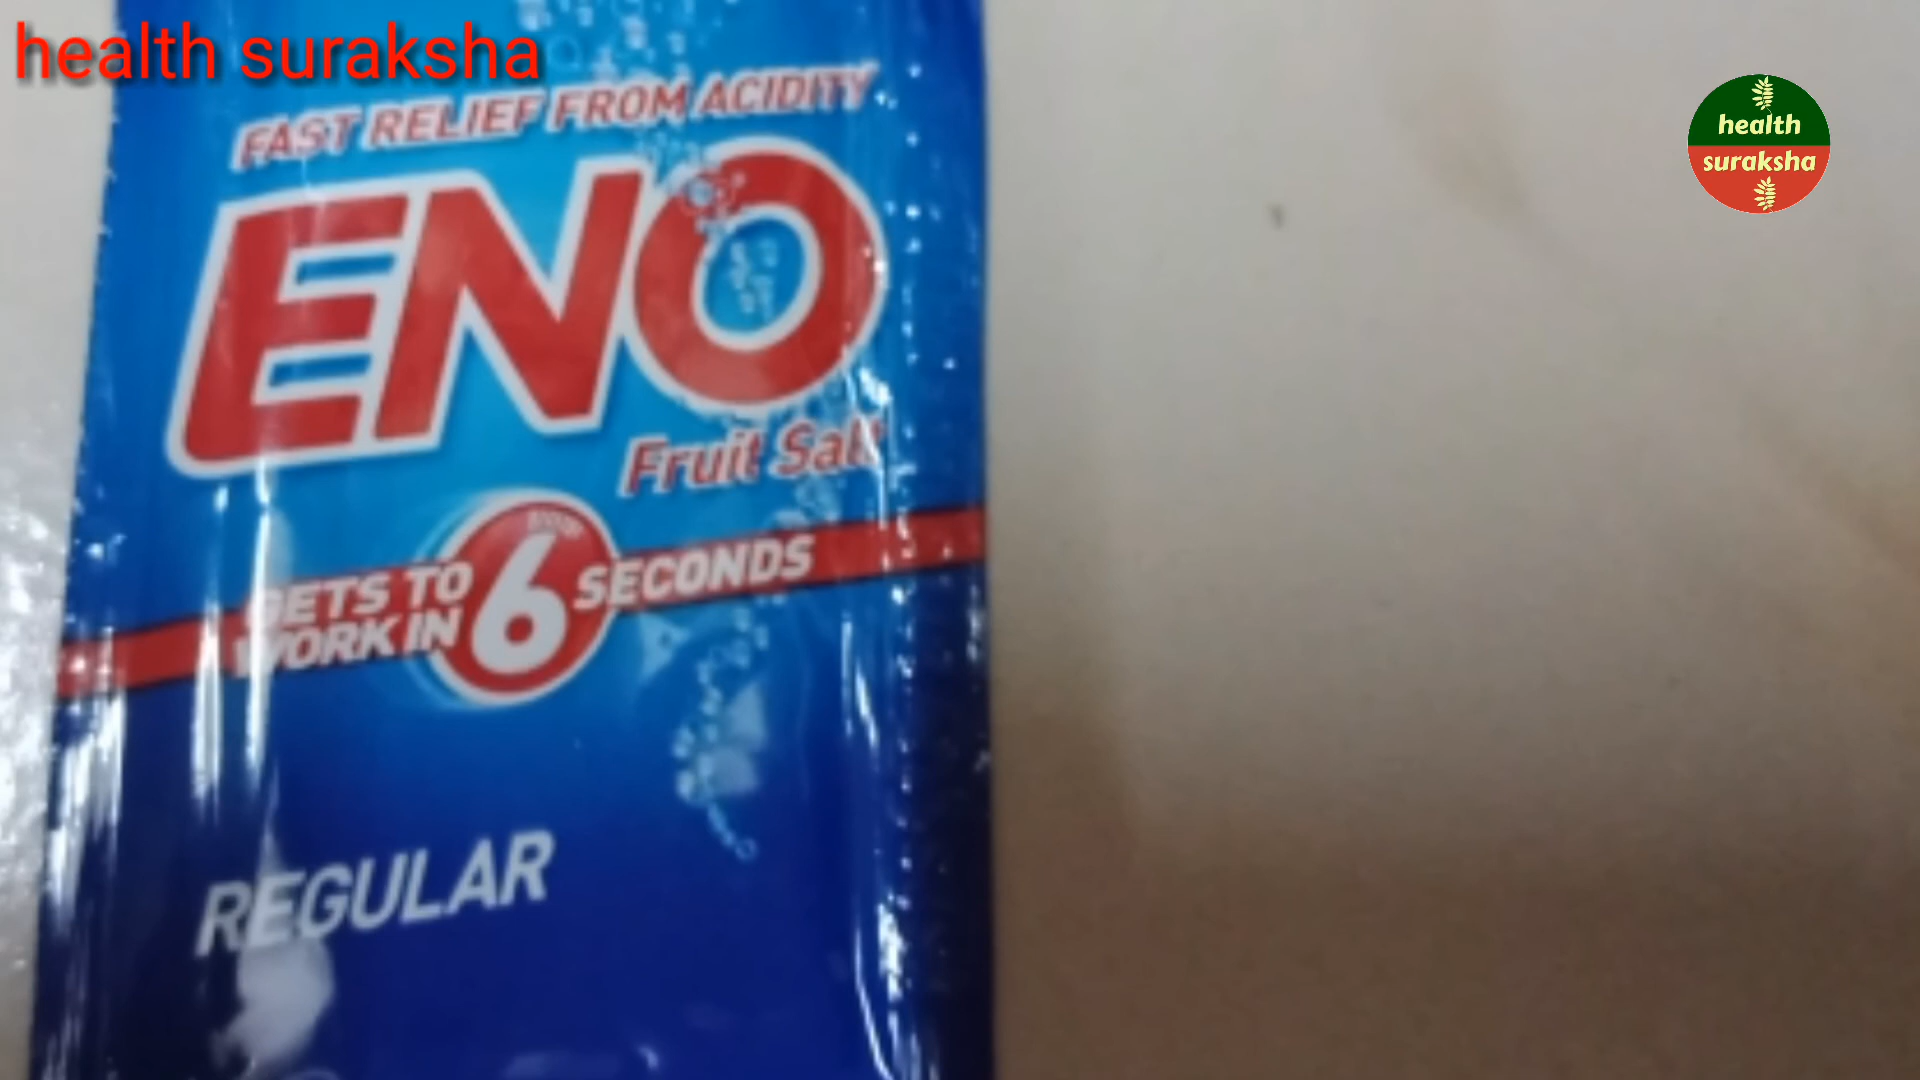 health suraksha
FAST RELIEF FROM ACIDITY
ENO
Fruit Salt
GETS TO
WORK IN
6
SECONDS
REGULAR
health
suraksha